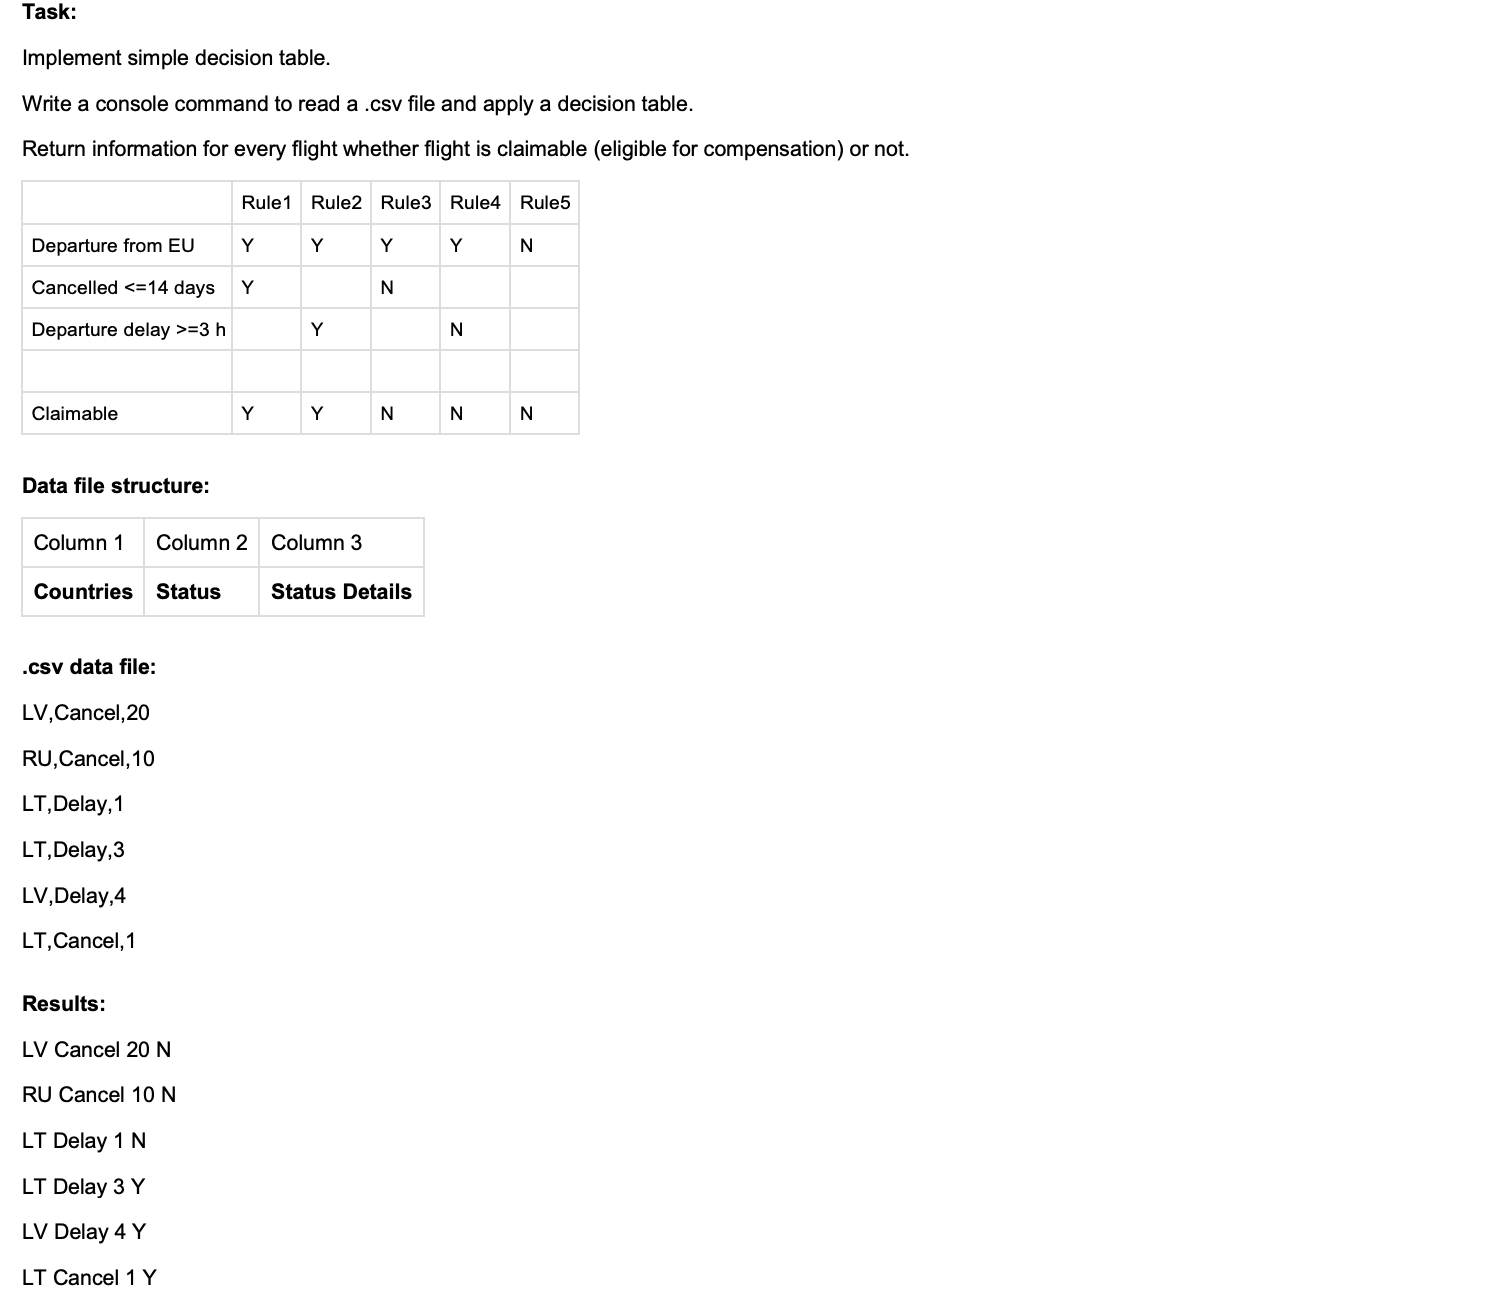 Task:
Implement simple decision table.
Write a console command to read a .csv file and apply a decision table.
Return information for every flight whether flight is claimable (eligible for compensation) or not.
Rule1 Rule2 Rule3 Rule4 Rule5
Departure from EU Y Y Y Y N
Cancelled <=14 days Y N
Departure delay >=3 h Y N
Claimable Y Y N N N
Data file structure:
Column 1 Column 2 Column 3
Countries Status Status Details
.csv data file:
LV,Cancel,20
RU,Cancel,10
LT,Delay,1
LT,Delay,3
LV,Delay,4
LT,Cancel,1
Results:
LV Cancel 20 N
RU Cancel 10 N
LT Delay 1 N
LT Delay 3 Y
LV Delay 4 Y
LT Cancel 1 Y